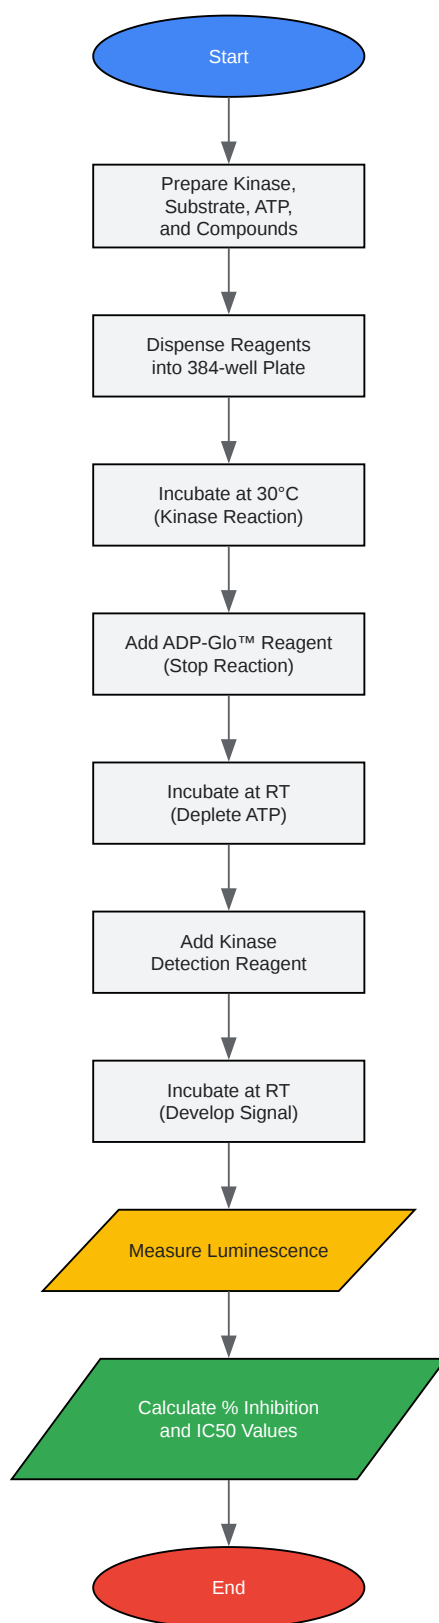 Start
Prepare Kinase,
Substrate, ATP,
and Compounds
Dispense Reagents
into 384-well Plate
Incubate at 30°C
(Kinase Reaction)
Add ADP-Glo™ Reagent
(Stop Reaction)
Incubate at RT
(Deplete ATP)
Add Kinase
Detection Reagent
Incubate at RT
(Develop Signal)
Measure Luminescence
Calculate % Inhibition
and IC50 Values
End